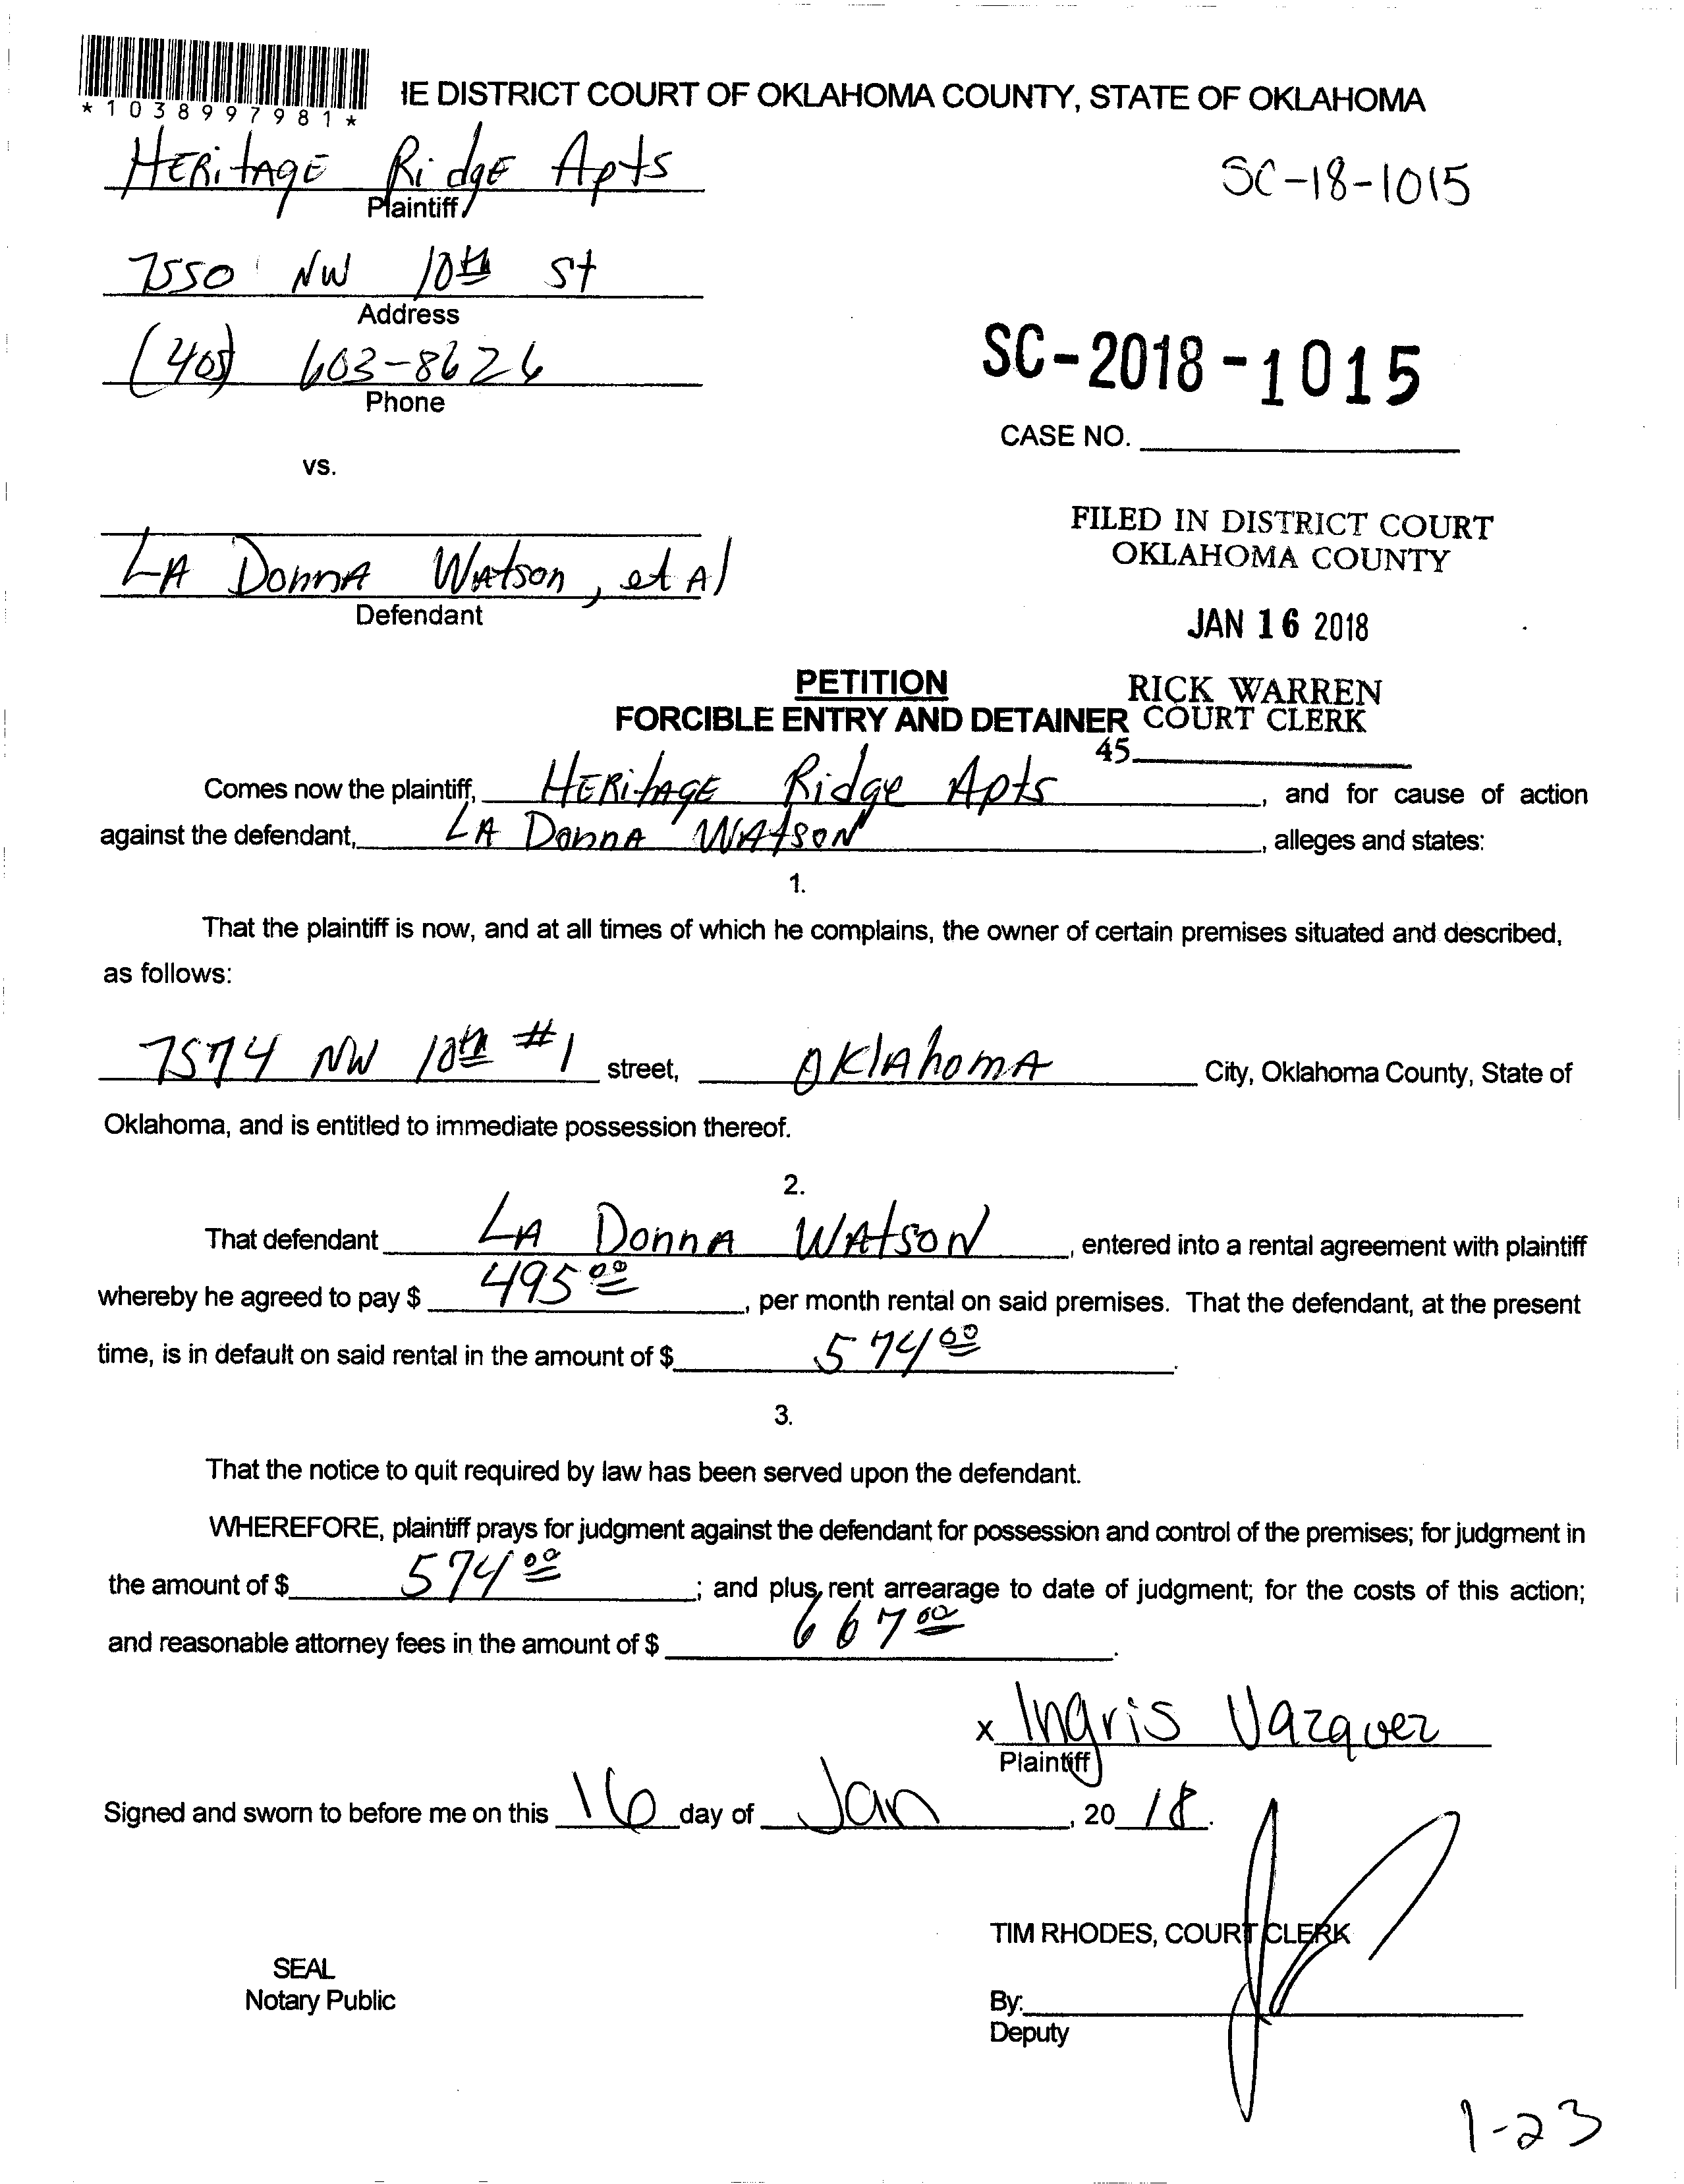 *1038997981*
IE DISTRICT COURT OF OKLAHOMA COUNTY, STATE OF OKLAHOMA
HERitAGE RidgE Apts
Plaintiff
SC-18-1015
7550 NW 10th St
Address
(405) 603-8626
Phone
SC-2018-1015
CASE NO.
vs.
LA DonnA WAtson, et Al
Defendant
FILED IN DISTRICT COURT
OKLAHOMA COUNTY
JAN 16 2018
PETITION
FORCIBLE ENTRY AND DETAINER
RICK WARREN
COURT CLERK
45
Comes now the plaintiff, HERitAGE Ridge Apts, and for cause of action
against the defendant, LA DonnA WAtSON, alleges and states:
1.
That the plaintiff is now, and at all times of which he complains, the owner of certain premises situated and described,
as follows:
7574 NW 10th #1 street, OKlAhomA City, Oklahoma County, State of
Oklahoma, and is entitled to immediate possession thereof.
2.
That defendant LA DonnA WAtsoN, entered into a rental agreement with plaintiff
whereby he agreed to pay $ 495 00, per month rental on said premises. That the defendant, at the present
time, is in default on said rental in the amount of $ 574 00.
3.
That the notice to quit required by law has been served upon the defendant.
WHEREFORE, plaintiff prays for judgment against the defendant for possession and control of the premises; for judgment in
the amount of $ 574 00; and plus, rent arrearage to date of judgment; for the costs of this action;
and reasonable attorney fees in the amount of $ 667 00.
x Ingris Vazquez
Plaintiff
Signed and sworn to before me on this 16 day of Jan, 20 18.
TIM RHODES, COURT CLERK
SEAL
Notary Public
By:
Deputy
1-23